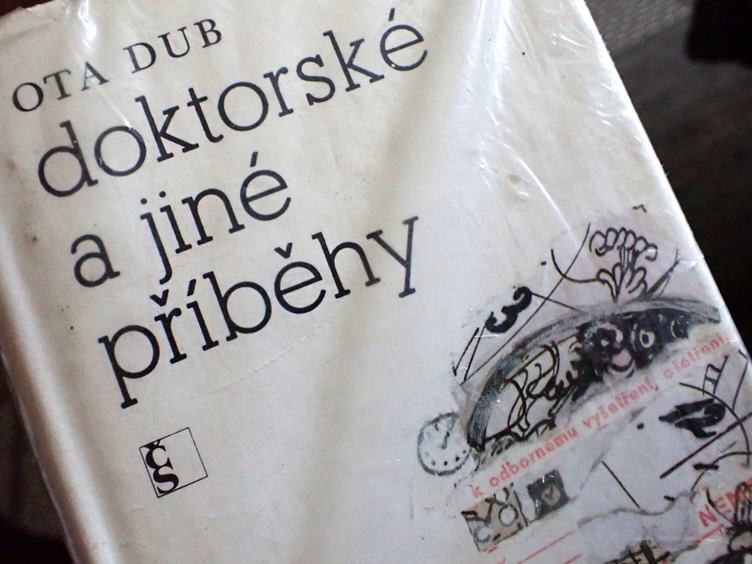 OTA DUB
doktorské
a jiné
příběhy
čs
k odbornému vyšetření, ošetření